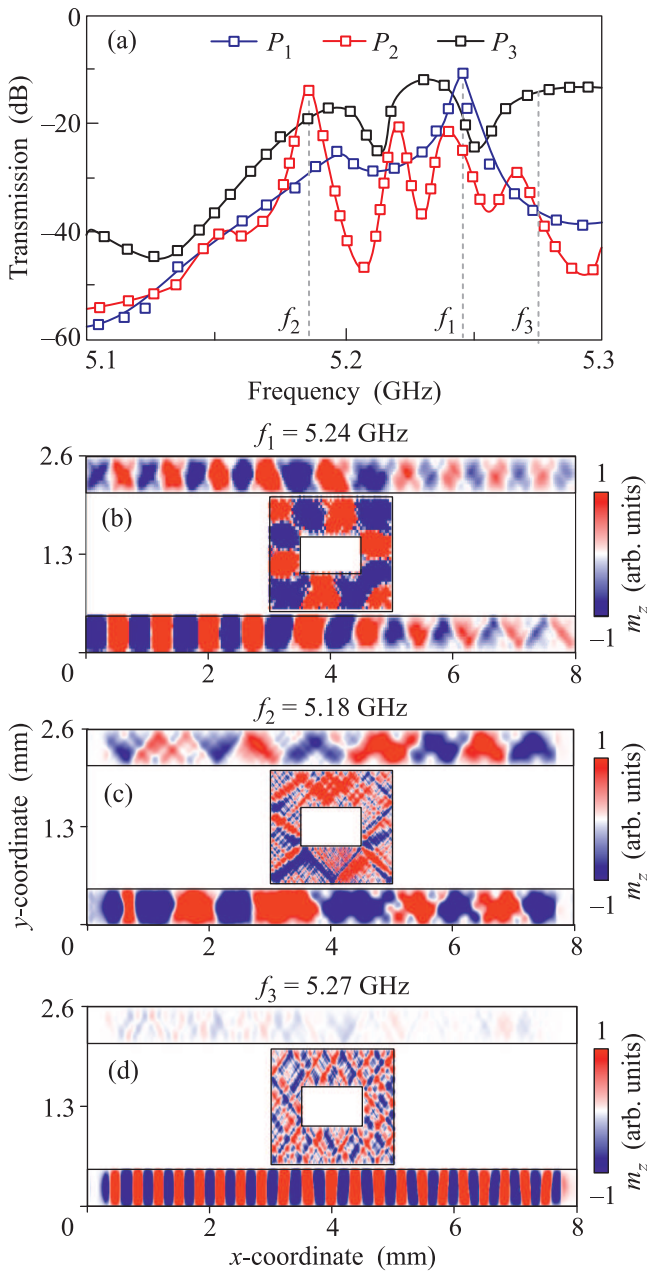 0
(a) P1 P2 P3
−20
Transmission (dB)
−40
−60
f2 f1 f3
5.1 5.2 5.3
Frequency (GHz)
f1 = 5.24 GHz
2.6
(b)
1.3
0 2 4 6 8
1
−1
mz (arb. units)
f2 = 5.18 GHz
2.6
(c)
1.3
0 2 4 6 8
1
−1
mz (arb. units)
y-coordinate (mm)
f3 = 5.27 GHz
2.6
(d)
1.3
0 2 4 6 8
1
−1
mz (arb. units)
x-coordinate (mm)